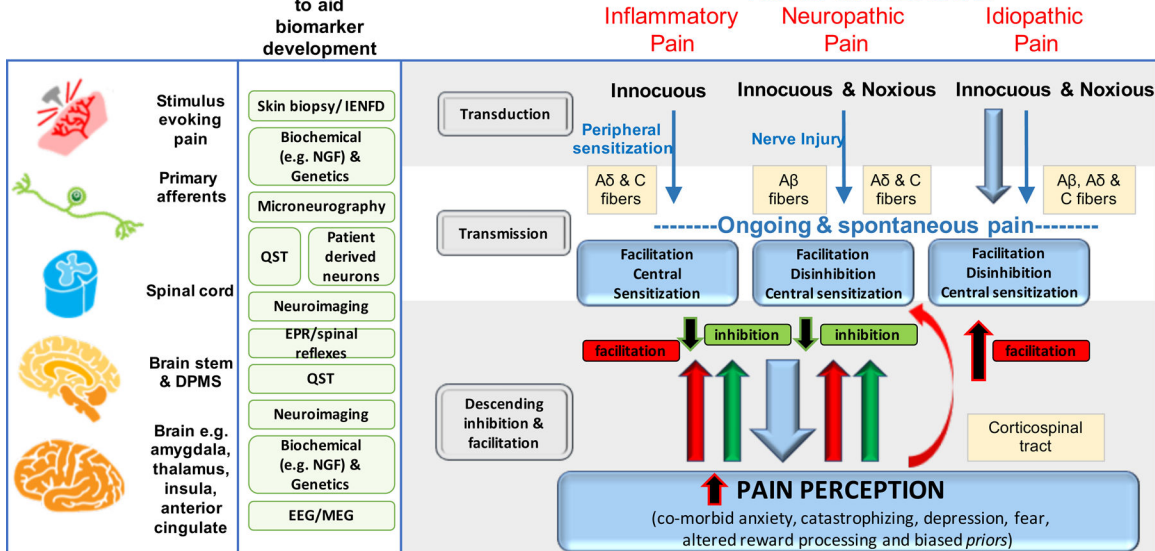 to aid
biomarker
development
Inflammatory
Pain
Neuropathic
Pain
Idiopathic
Pain
Stimulus
evoking
pain
Primary
afferents
Spinal cord
Brain stem
& DPMS
Brain e.g.
amygdala,
thalamus,
insula,
anterior
cingulate
Skin biopsy/ IENFD
Biochemical
(e.g. NGF) &
Genetics
Microneurography
QST
Patient
derived
neurons
Neuroimaging
EPR/spinal
reflexes
QST
Neuroimaging
Biochemical
(e.g. NGF) &
Genetics
EEG/MEG
Transduction
Innocuous
Innocuous & Noxious
Innocuous & Noxious
Peripheral
sensitization
Nerve Injury
Aδ & C
fibers
Aβ
fibers
Aδ & C
fibers
Aβ, Aδ &
C fibers
Transmission
--------Ongoing & spontaneous pain--------
Facilitation
Central
Sensitization
Facilitation
Disinhibition
Central sensitization
Facilitation
Disinhibition
Central sensitization
facilitation
inhibition
inhibition
facilitation
Descending
inhibition &
facilitation
Corticospinal
tract
PAIN PERCEPTION
(co-morbid anxiety, catastrophizing, depression, fear,
altered reward processing and biased priors)